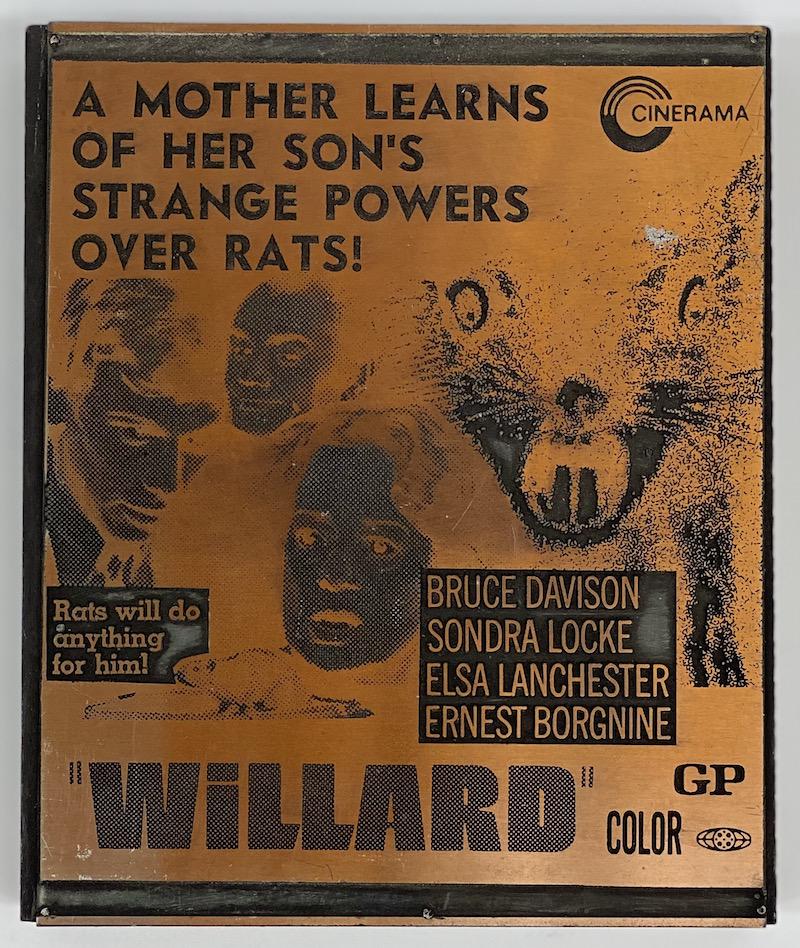 A MOTHER LEARNS
OF HER SON'S
STRANGE POWERS
OVER RATS!
CINERAMA
Rats will do
anything
for him!
BRUCE DAVISON
SONDRA LOCKE
ELSA LANCHESTER
ERNEST BORGNINE
"WiLLARD"
GP
COLOR